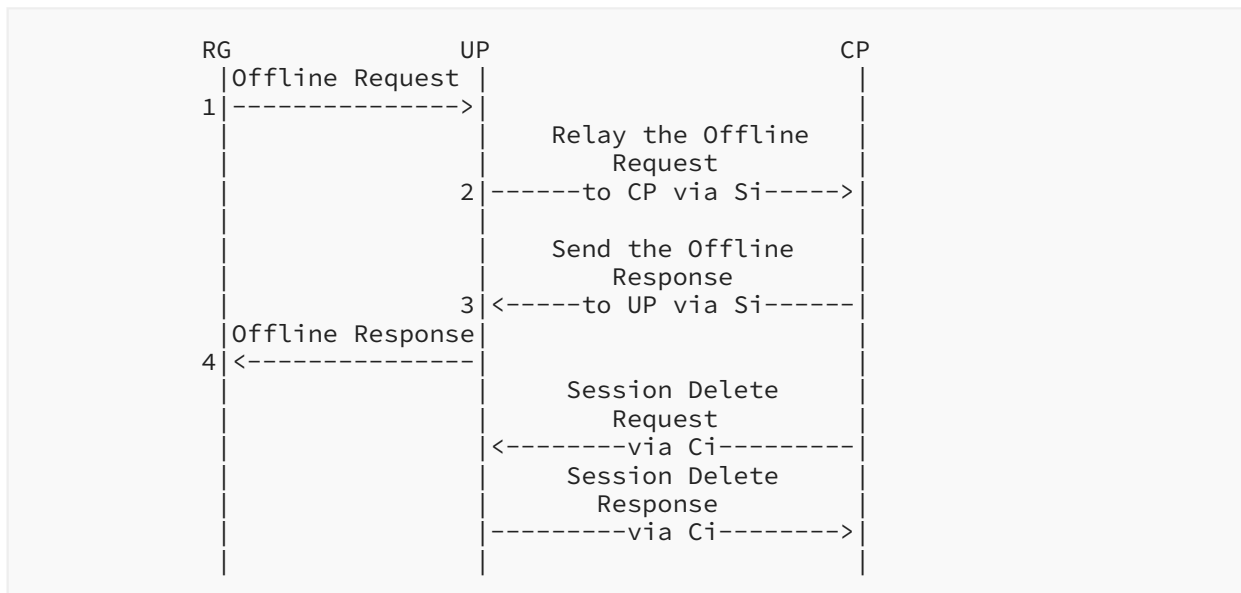 RG UP CP
|Offline Request | |
1|--------------->| |
| | Relay the Offline |
| | Request |
| 2|------to CP via Si----->|
| | |
| | Send the Offline |
| | Response |
| 3|<-----to UP via Si------|
|Offline Response| |
4|<---------------| |
| | Session Delete |
| | Request |
| |<--------via Ci---------|
| | Session Delete |
| | Response |
| |---------via Ci-------->|
| | |